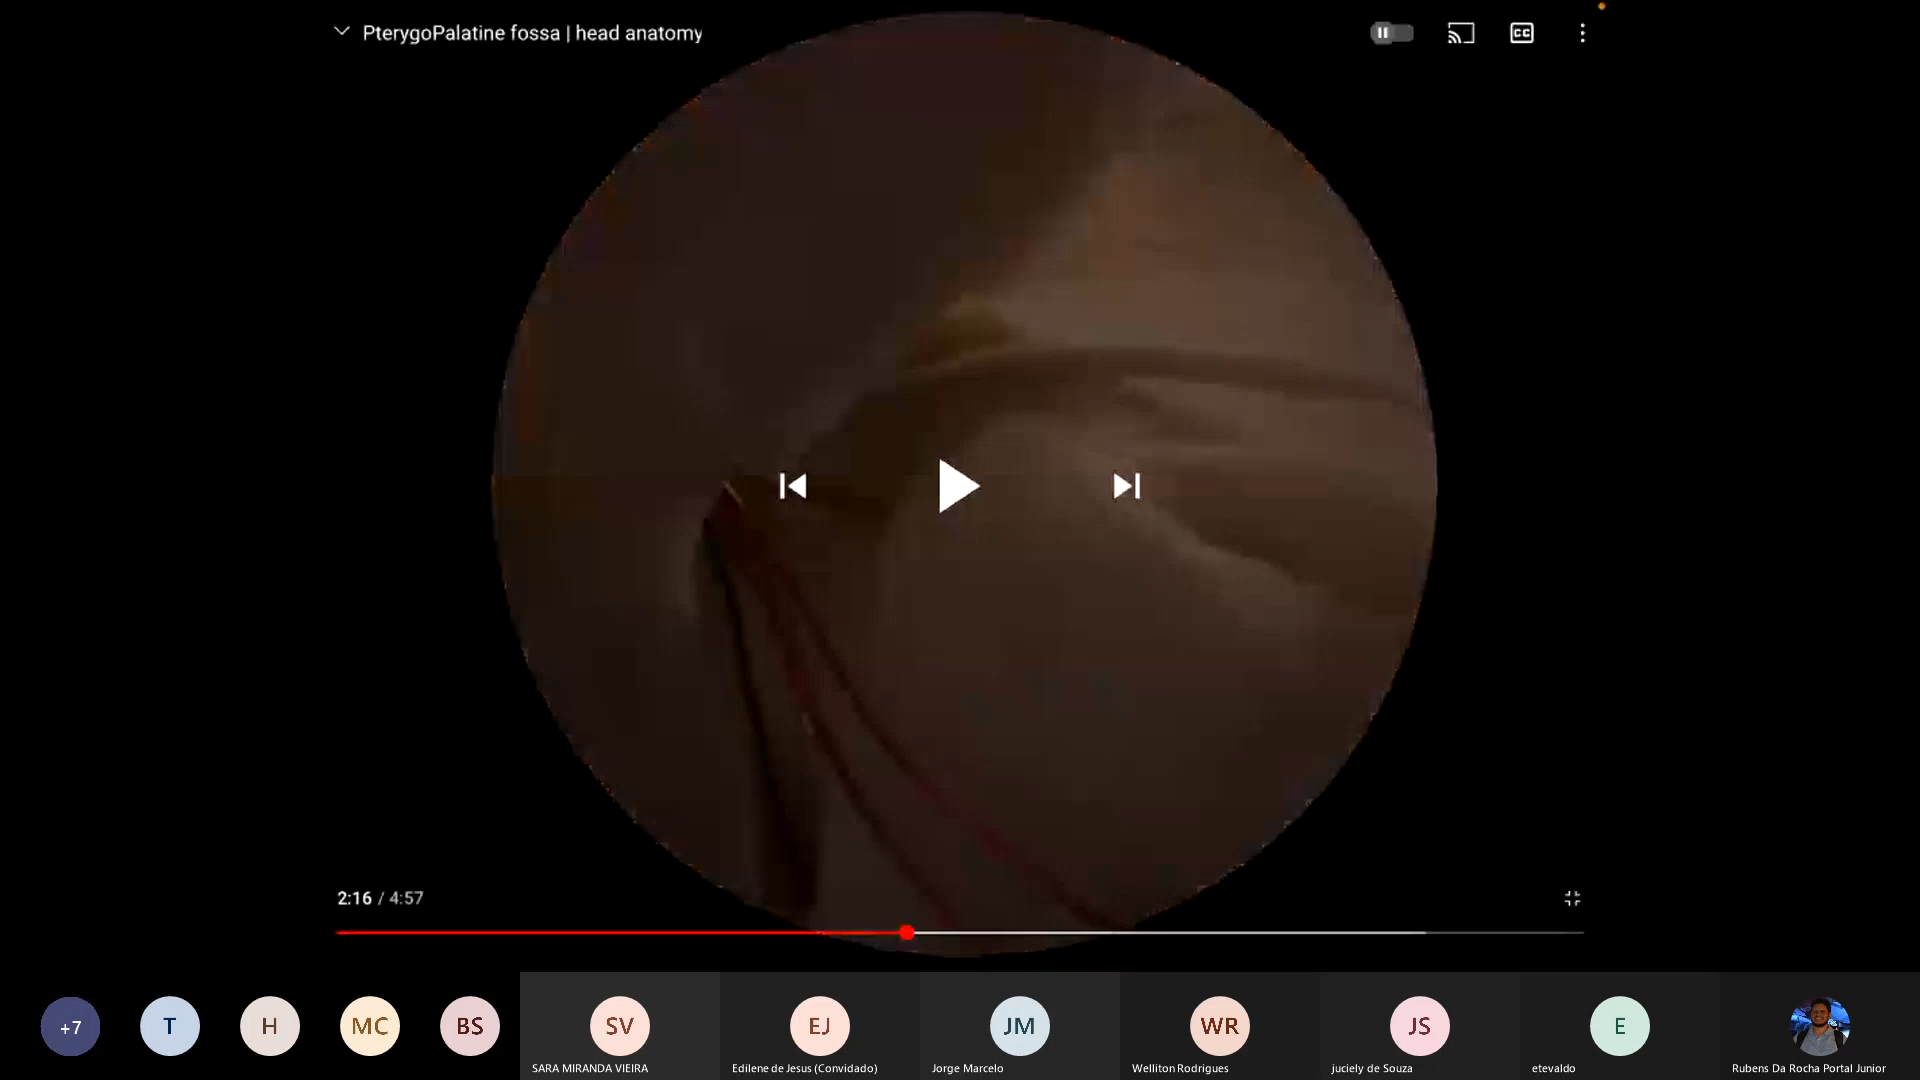 PterygoPalatine fossa | head anatomy
CC
2:16 / 4:57
+7
T
H
MC
BS
SV
EJ
JM
WR
JS
E
SARA MIRANDA VIEIRA
Edilene de Jesus (Convidado)
Jorge Marcelo
Welliton Rodrigues
juciely de Souza
etevaldo
Rubens Da Rocha Portal Junior